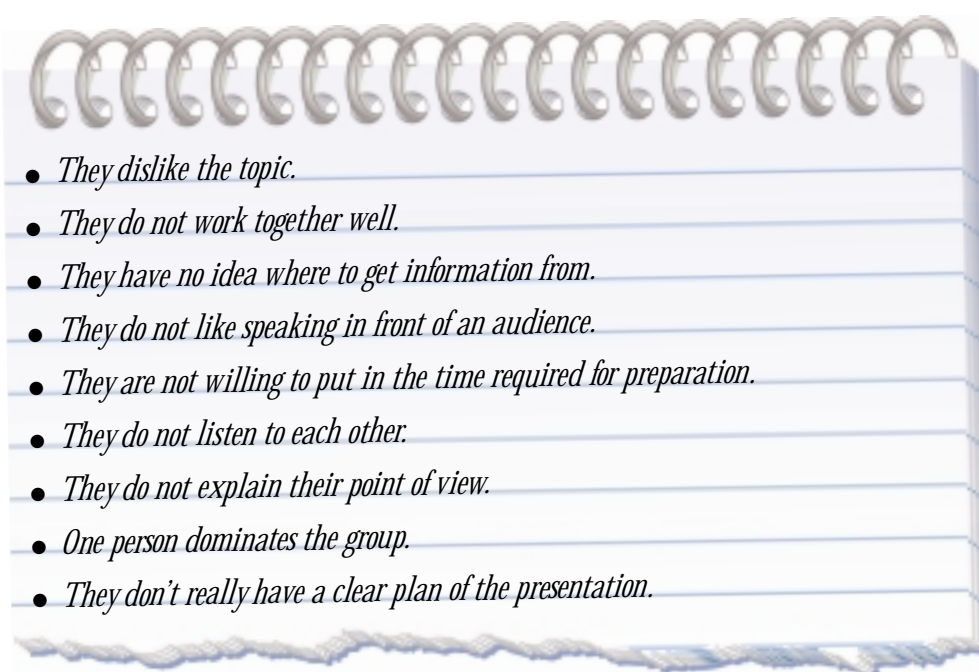 • They dislike the topic.
• They do not work together well.
• They have no idea where to get information from.
• They do not like speaking in front of an audience.
• They are not willing to put in the time required for preparation.
• They do not listen to each other.
• They do not explain their point of view.
• One person dominates the group.
• They don't really have a clear plan of the presentation.